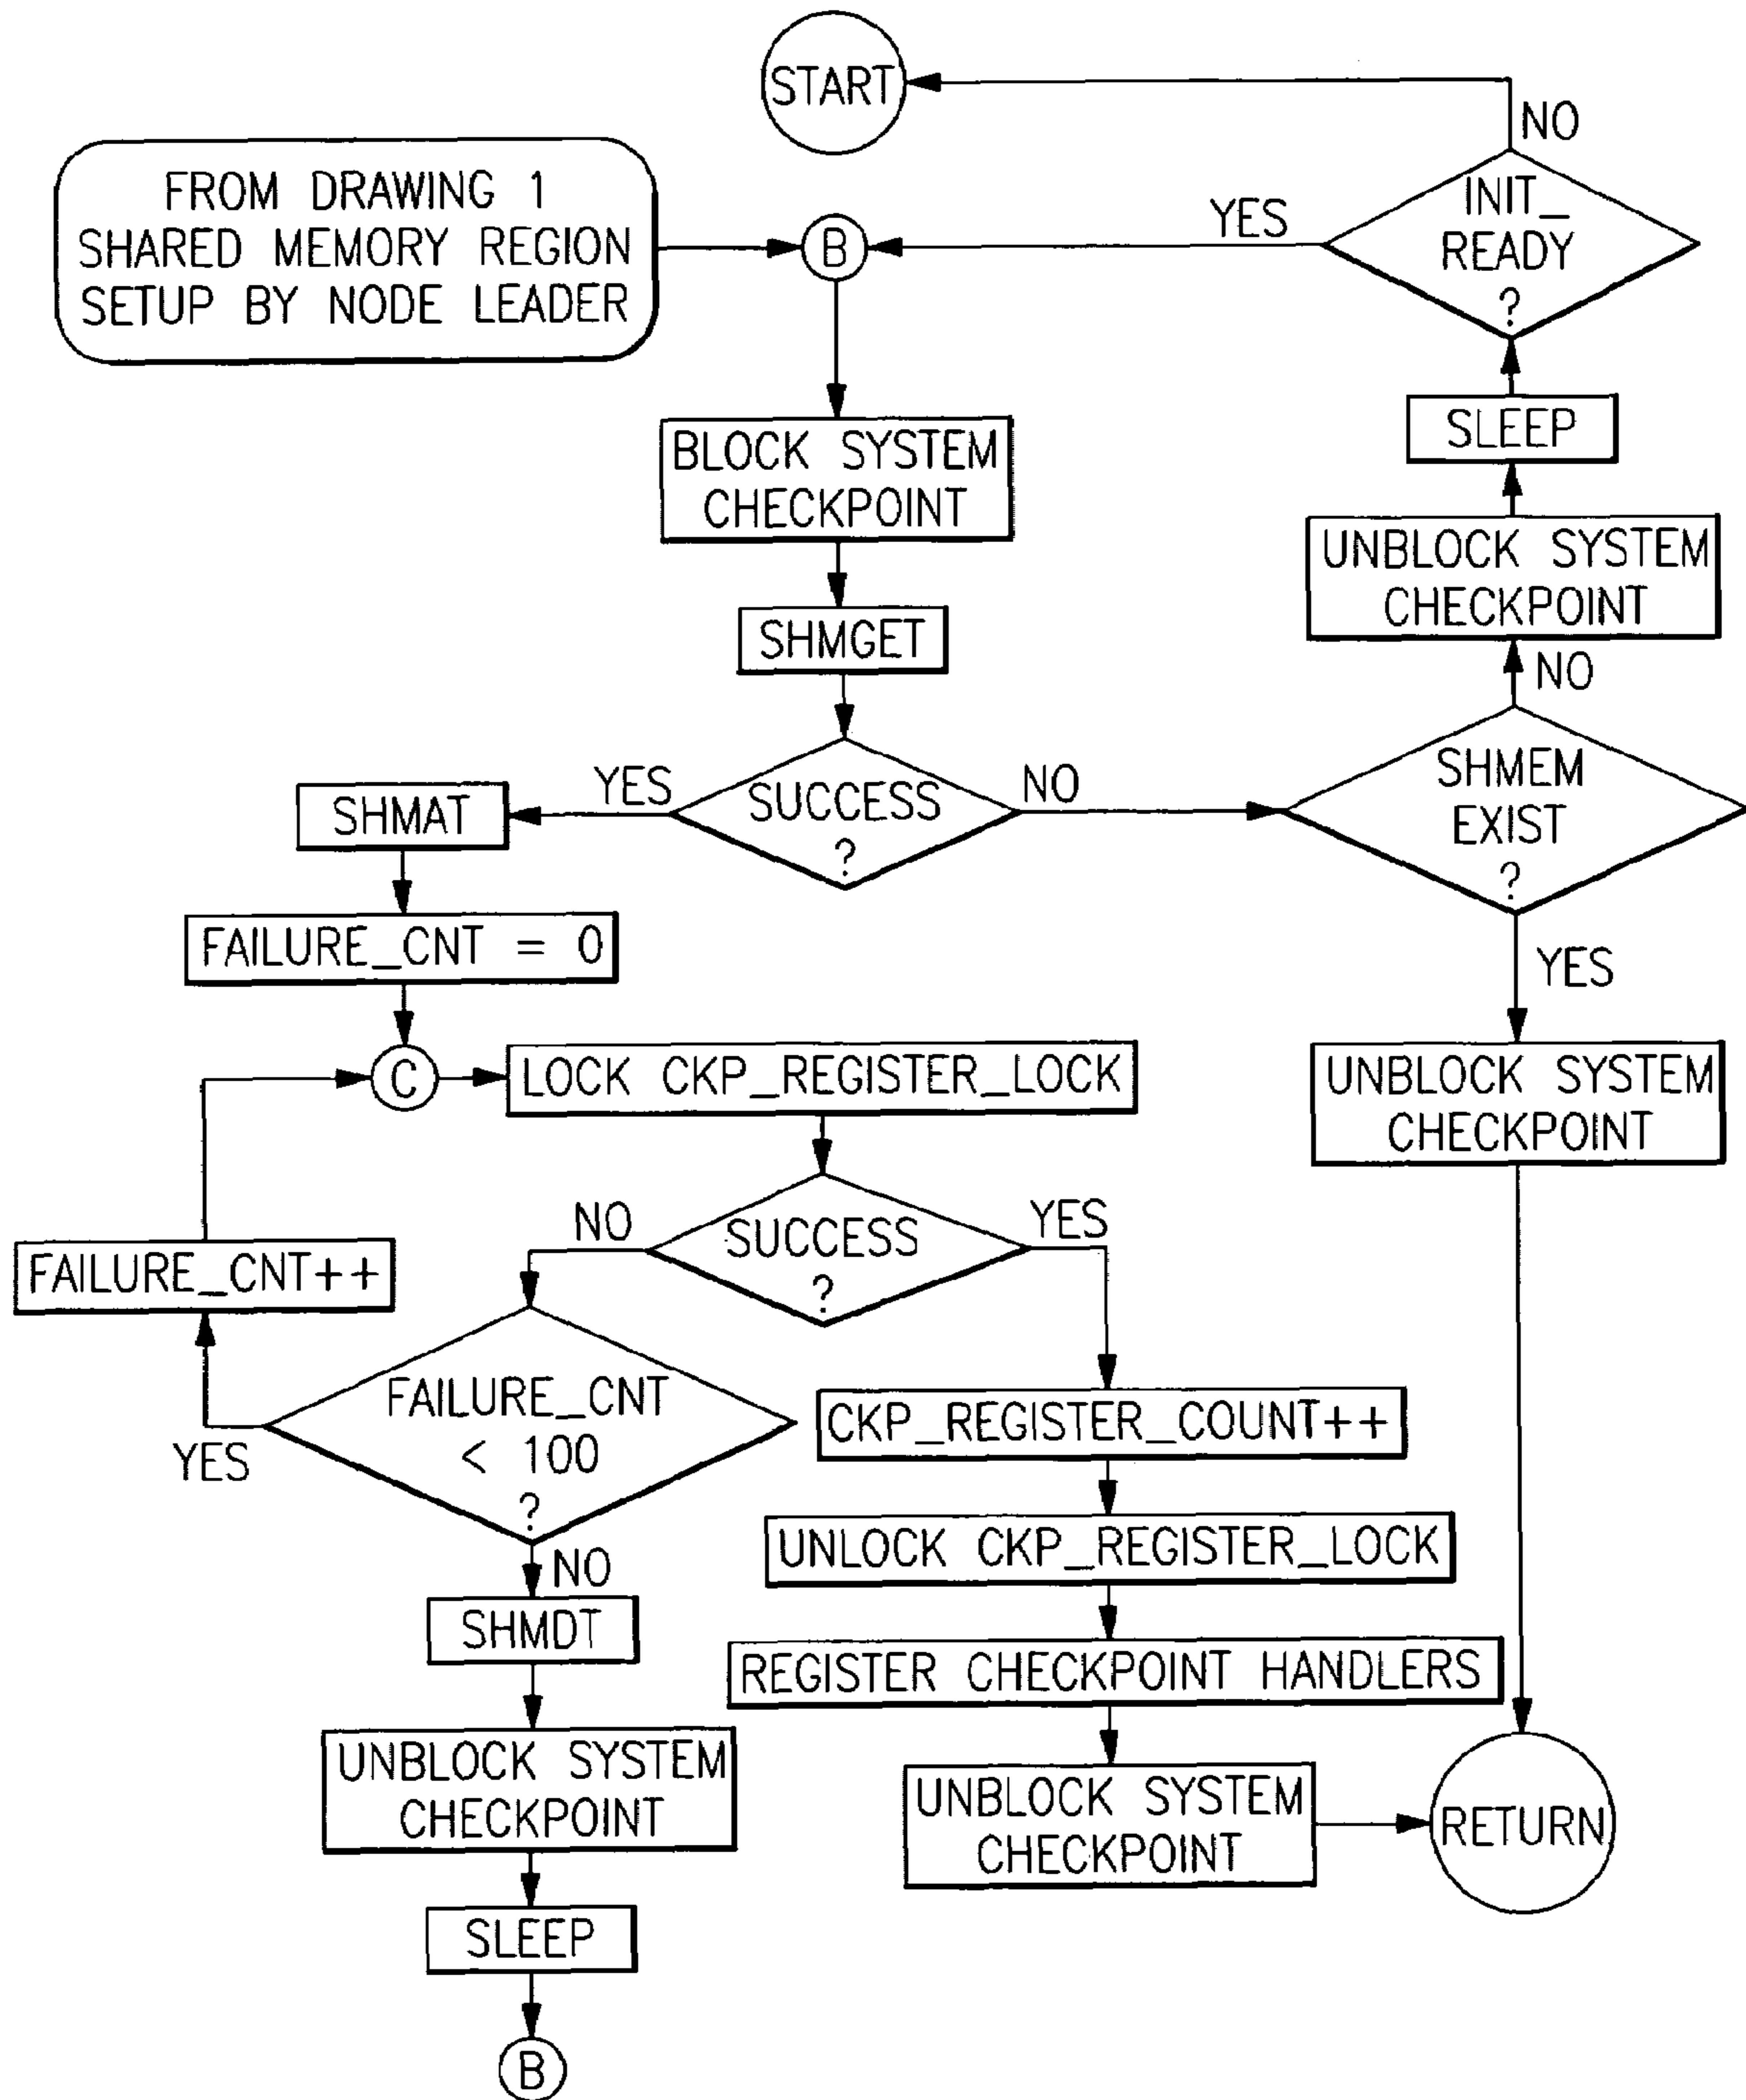 START
NO
FROM DRAWING 1
SHARED MEMORY REGION
SETUP BY NODE LEADER
B
YES
INIT_
READY
?
SLEEP
BLOCK SYSTEM
CHECKPOINT
UNBLOCK SYSTEM
CHECKPOINT
SHMGET
NO
SHMAT
YES
SUCCESS
?
NO
SHMEM
EXIST
?
FAILURE_CNT = 0
YES
C
LOCK CKP_REGISTER_LOCK
UNBLOCK SYSTEM
CHECKPOINT
FAILURE_CNT++
NO
SUCCESS
?
YES
YES
FAILURE_CNT
< 100
?
NO
CKP_REGISTER_COUNT++
UNLOCK CKP_REGISTER_LOCK
SHMDT
REGISTER CHECKPOINT HANDLERS
UNBLOCK SYSTEM
CHECKPOINT
UNBLOCK SYSTEM
CHECKPOINT
RETURN
SLEEP
B